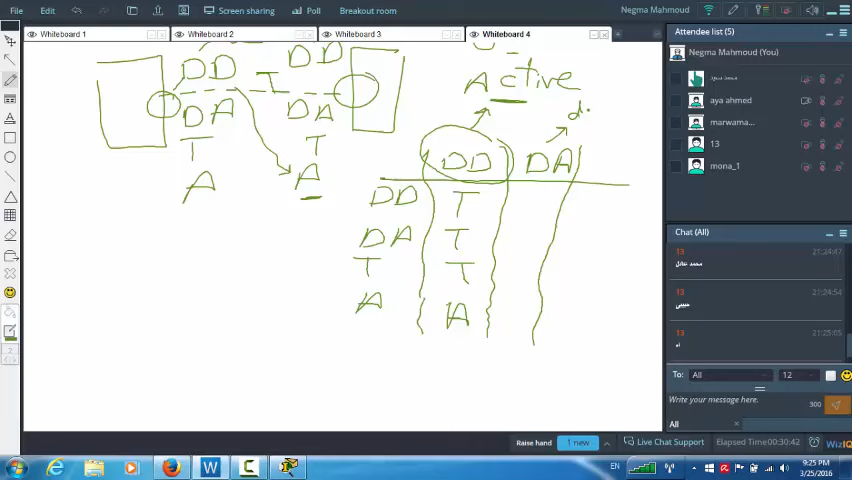 File Screen sharing Poll Breakout room Negma Mahmoud
Whiteboard 1 Whiteboard 2 Whiteboard 3 Whiteboard 4
DD DD
T
DA DA
T T
A A
Active
d.
DD DA
DD T
DA T
T T
A A
Attendee list (5)
Negma Mahmoud (You)
aya ahmed
marwama...
13
mona_1
Chat (All)
13 21:24:47
13 21:24:54
حبيبى
13 21:25:05
اه
To: All 12
Write your message here.
300
All
Raise hand 1 new Live Chat Support Elapsed Time 00:30:42 WizIQ
EN 9:25 PM
3/25/2016